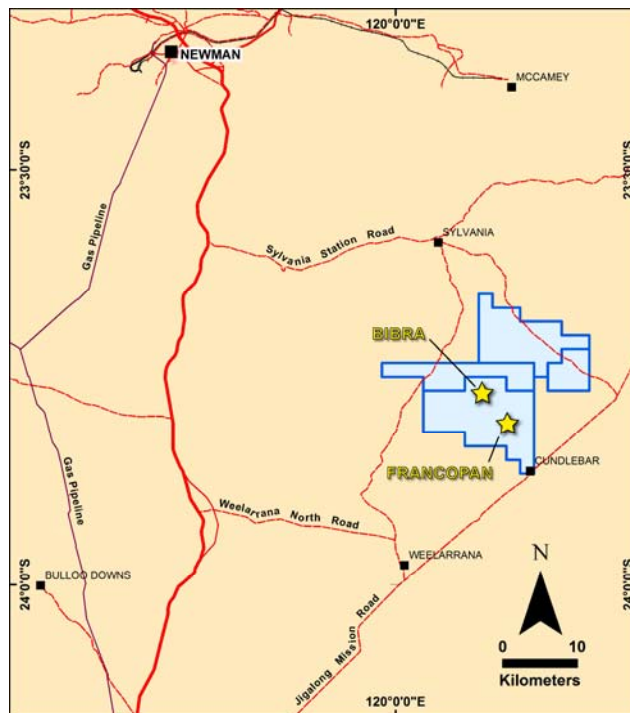 120°0'0"E
NEWMAN
MCCAMEY
23°30'0"S
23°30'0"S
Gas Pipeline
SYLVANIA
Sylvania Station Road
BIBRA
FRANCOPAN
CUNDLEBAR
Gas Pipeline
Weelarrana North Road
WEELARRANA
BULLOO DOWNS
24°0'0"S
24°0'0"S
N
0 10
Kilometers
Jigalong Mission Road
120°0'0"E